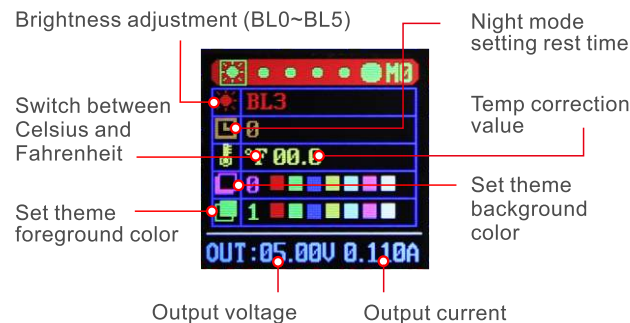 Brightness adjustment (BL0~BL5)
Night mode
setting rest time
M0
BL3
Switch between
Celsius and
Fahrenheit
0
Temp correction
value
°F 00.0
0
Set theme
background
color
Set theme
foreground color
1
OUT:05.00V 0.110A
Output voltage
Output current